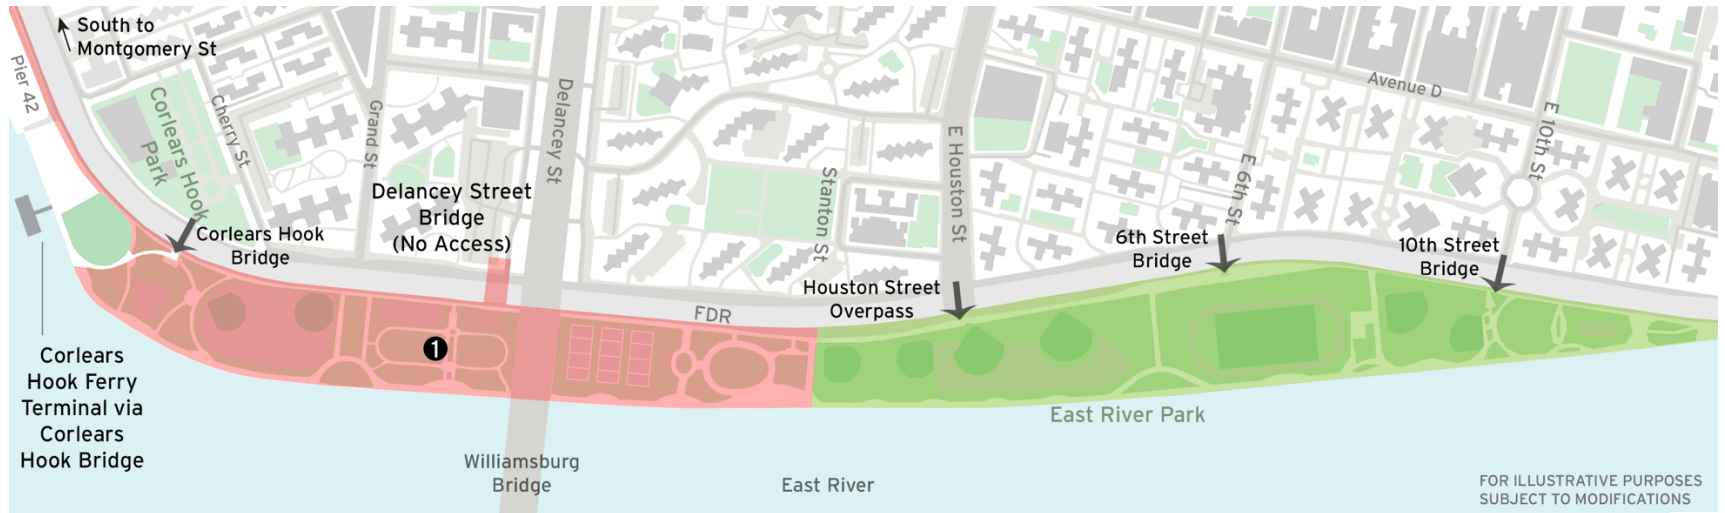 South to
Montgomery St
Pier 42
Corlears Hook
Park
Cherry St
Grand St
Delancey St
Delancey Street
Bridge
(No Access)
Corlears Hook
Bridge
Stanton St
E Houston St
Houston Street
Overpass
FDR
6th Street
Bridge
E 6th St
Avenue D
E 10th St
10th Street
Bridge
1
Corlears
Hook Ferry
Terminal via
Corlears
Hook Bridge
East River Park
Williamsburg
Bridge
East River
FOR ILLUSTRATIVE PURPOSES
SUBJECT TO MODIFICATIONS